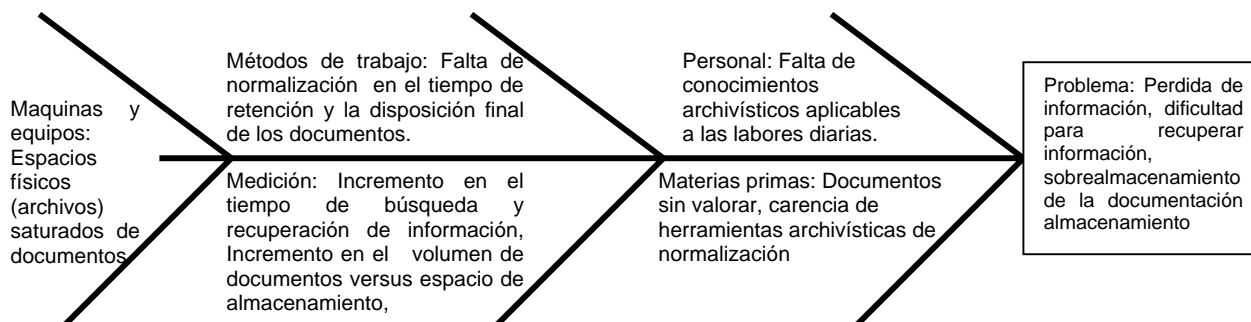 Maquinas y
equipos:
Espacios
físicos
(archivos)
saturados de
documentos
Métodos de trabajo: Falta de
normalización en el tiempo de
retención y la disposición final
de los documentos.
Medición: Incremento en el
tiempo de búsqueda y
recuperación de información,
Incremento en el volumen de
documentos versus espacio de
almacenamiento,
Personal: Falta de
conocimientos
archivísticos aplicables
a las labores diarias.
Materias primas: Documentos
sin valorar, carencia de
herramientas archivísticas de
normalización
Problema: Perdida de
información, dificultad
para recuperar
información,
sobrealmacenamiento
de la documentación
almacenamiento